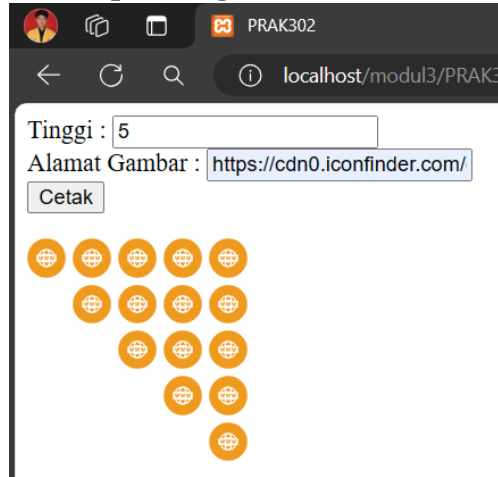 PRAK302
localhost/modul3/PRAK3
Tinggi : 5
Alamat Gambar : https://cdn0.iconfinder.com/
Cetak